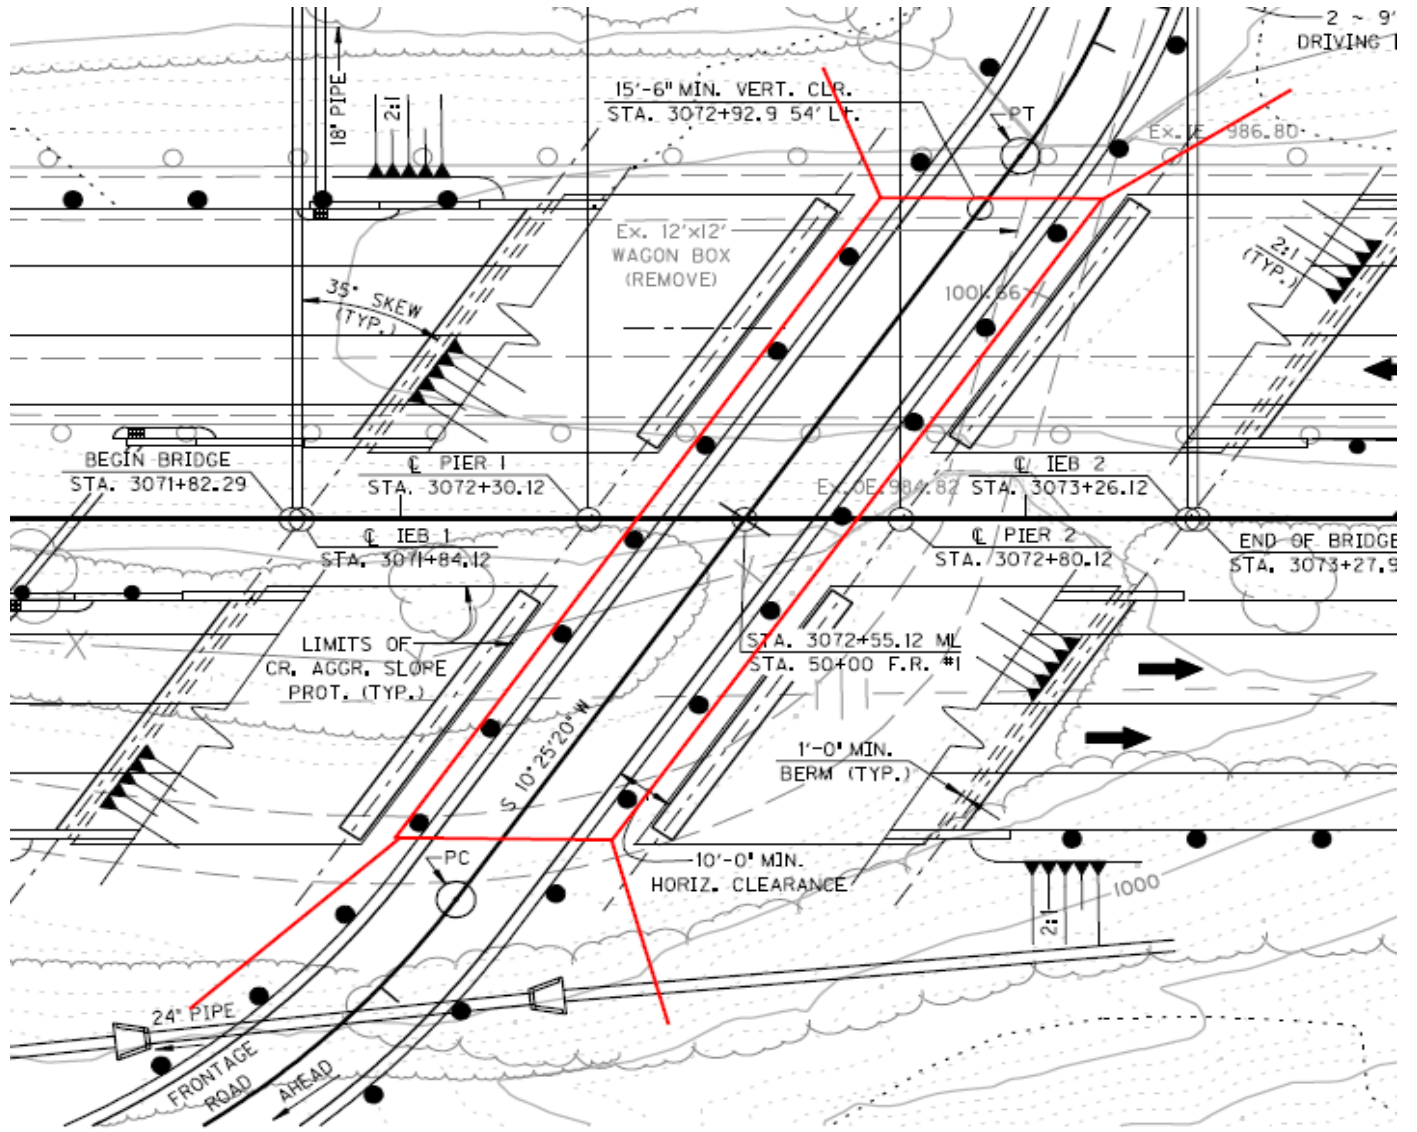 2 ~ 9'
DRIVING
15'-6" MIN. VERT. CLR.
STA. 3072+92.9 54' Lt.
18" PIPE
2:1
PT
Ex. IE. 986.80
Ex. 12'x12'
WAGON BOX
(REMOVE)
2:1
(TYP.)
35° SKEW
(TYP.)
1001.66
BEGIN BRIDGE
STA. 3071+82.29
℄ PIER 1
STA. 3072+30.12
℄ IEB 2
STA. 3073+26.12
Ex. OE. 984.82
℄ IEB 1
STA. 3071+84.12
℄ PIER 2
STA. 3072+80.12
END OF BRIDGE
STA. 3073+27.9
LIMITS OF
CR. AGGR. SLOPE
PROT. (TYP.)
STA. 3072+55.12 ML
STA. 50+00 F.R. #1
S 10°25'20" W
1'-0" MIN.
BERM (TYP.)
PC
10'-0" MIN.
HORIZ. CLEARANCE
1000
2:1
24" PIPE
FRONTAGE
ROAD
AHEAD